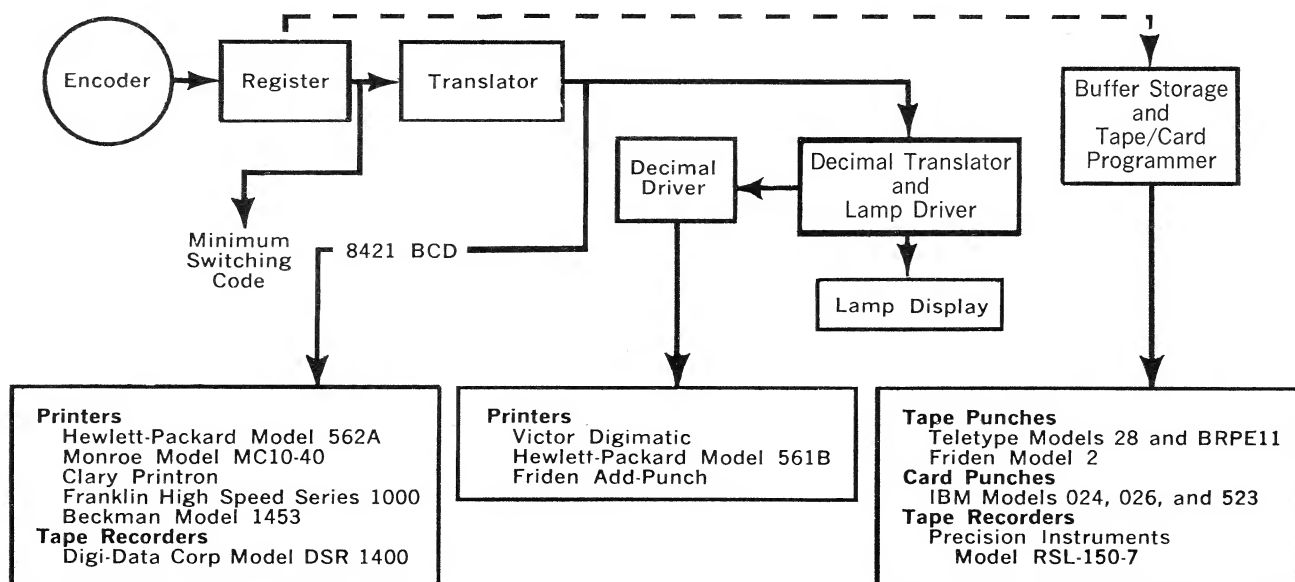 Encoder
Register
Translator
Buffer Storage
and
Tape/Card
Programmer
Decimal
Driver
Decimal Translator
and
Lamp Driver
Minimum
Switching
Code
8421 BCD
Lamp Display
Printers
Hewlett-Packard Model 562A
Monroe Model MC10-40
Clary Printron
Franklin High Speed Series 1000
Beckman Model 1453
Tape Recorders
Digi-Data Corp Model DSR 1400
Printers
Victor Digimatic
Hewlett-Packard Model 561B
Friden Add-Punch
Tape Punches
Teletype Models 28 and BRPE11
Friden Model 2
Card Punches
IBM Models 024, 026, and 523
Tape Recorders
Precision Instruments
Model RSL-150-7